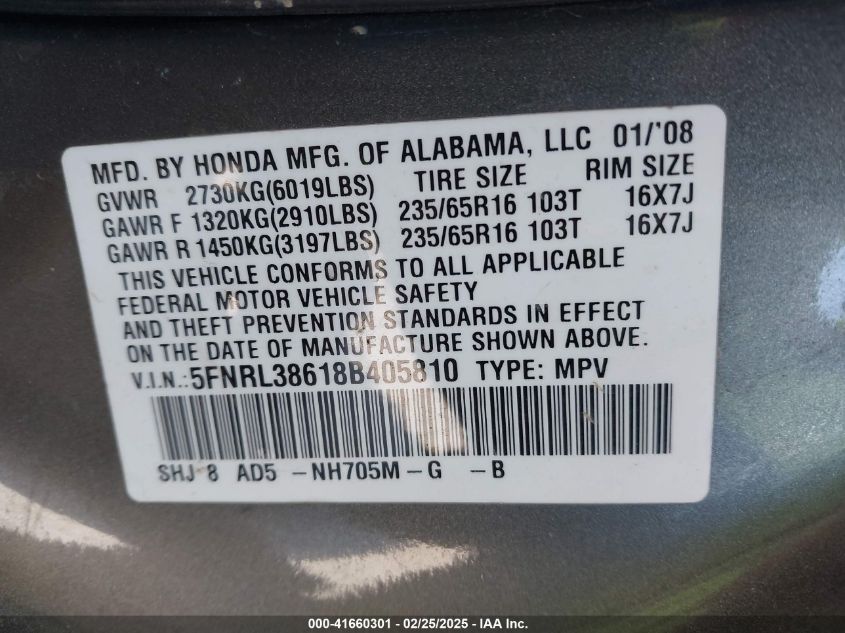 MFD. BY HONDA MFG. OF ALABAMA, LLC 01/'08
GVWR 2730KG(6019LBS) TIRE SIZE RIM SIZE
GAWR F 1320KG(2910LBS) 235/65R16 103T 16X7J
GAWR R 1450KG(3197LBS) 235/65R16 103T 16X7J
THIS VEHICLE CONFORMS TO ALL APPLICABLE
FEDERAL MOTOR VEHICLE SAFETY
AND THEFT PREVENTION STANDARDS IN EFFECT
ON THE DATE OF MANUFACTURE SHOWN ABOVE.
V.I.N.:5FNRL38618B405810 TYPE: MPV
SHJ 8 AD5 -NH705M-G -B
000-41660301 - 02/25/2025 - IAA Inc.